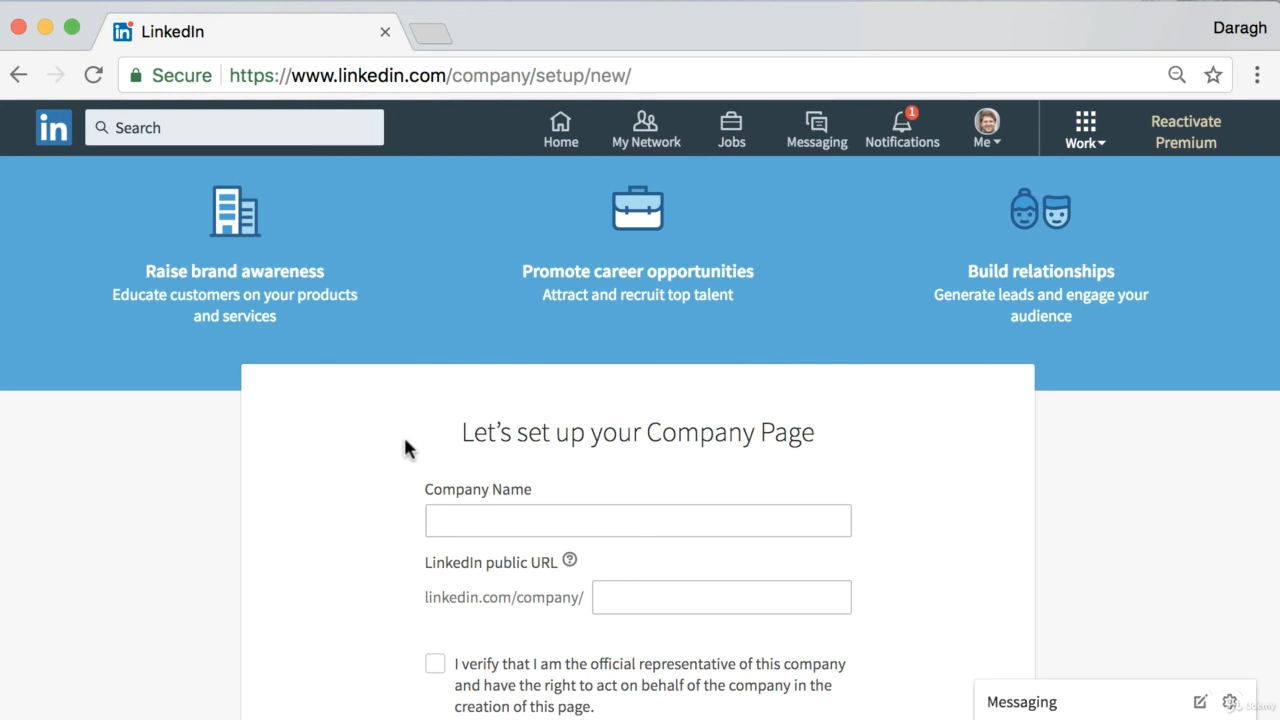 LinkedIn
Daragh
Secure https://www.linkedin.com/company/setup/new/
in
Search
Home
My Network
Jobs
Messaging
1
Notifications
Me
Work
Reactivate
Premium
Raise brand awareness
Educate customers on your products
and services
Promote career opportunities
Attract and recruit top talent
Build relationships
Generate leads and engage your
audience
Let's set up your Company Page
Company Name
LinkedIn public URL ?
linkedin.com/company/
I verify that I am the official representative of this company
and have the right to act on behalf of the company in the
creation of this page.
Messaging
Udemy